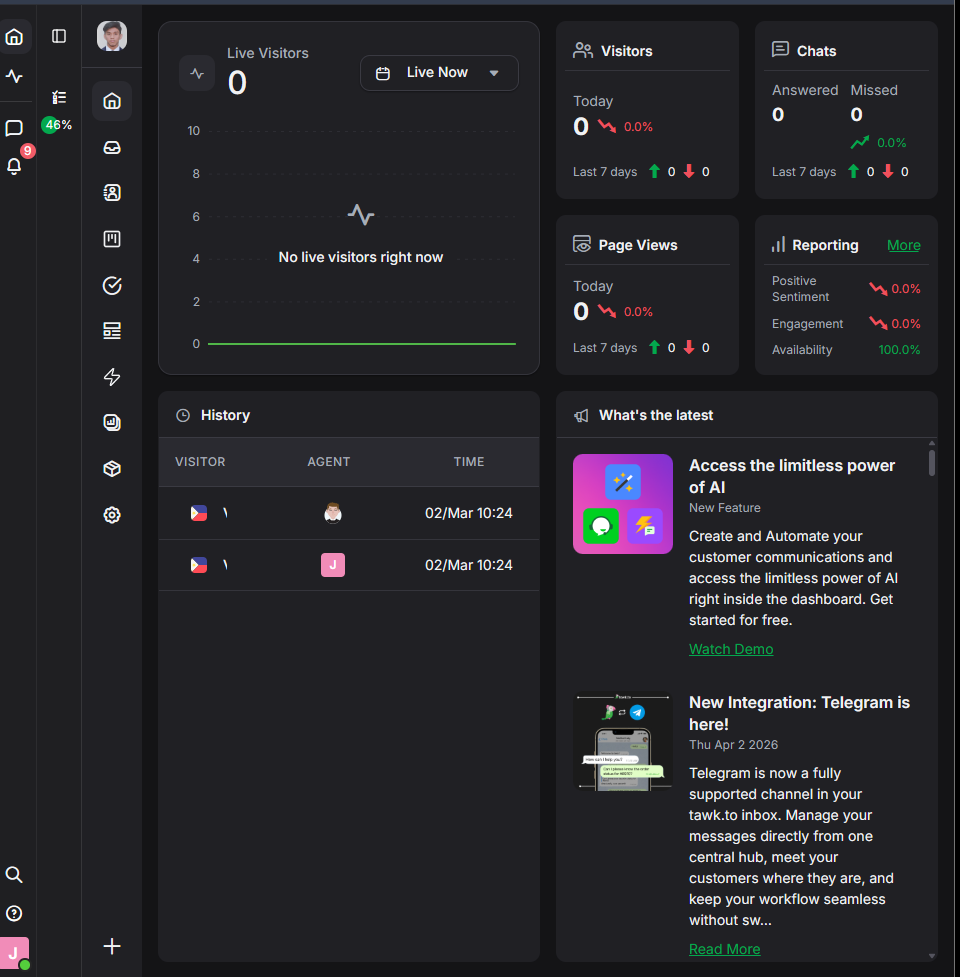 9
46%
Live Visitors
0
Live Now
10
8
6
4
2
0
No live visitors right now
Visitors
Today
0 0.0%
Last 7 days 0 0
Chats
Answered Missed
0 0
0.0%
Last 7 days 0 0
Page Views
Today
0 0.0%
Last 7 days 0 0
Reporting More
Positive
Sentiment 0.0%
Engagement 0.0%
Availability 100.0%
History
VISITOR AGENT TIME
02/Mar 10:24
J 02/Mar 10:24
What's the latest
Access the limitless power
of AI
New Feature
Create and Automate your
customer communications and
access the limitless power of AI
right inside the dashboard. Get
started for free.
Watch Demo
How can I help you?
New Integration: Telegram is
here!
Thu Apr 2 2026
Telegram is now a fully
supported channel in your
tawk.to inbox. Manage your
messages directly from one
central hub, meet your
customers where they are, and
keep your workflow seamless
without sw...
Read More
J